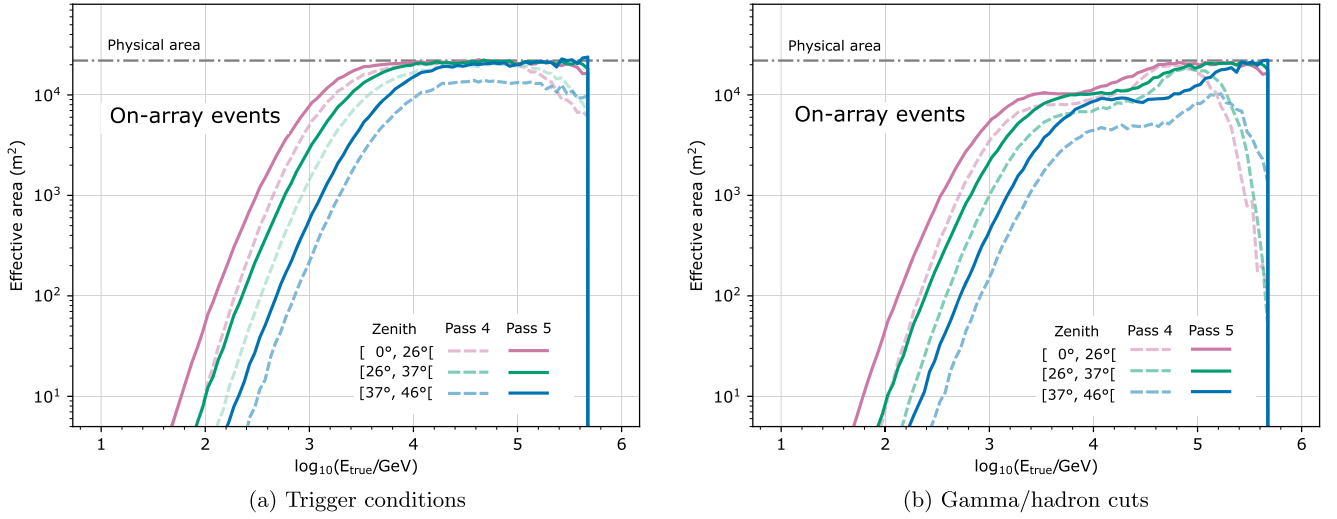 Physical area
On-array events
Effective area (m²)
10⁴
10³
10²
10¹
Zenith Pass 4 Pass 5
[ 0°, 26°[
[26°, 37°[
[37°, 46°[
1 2 3 4 5 6
log₁₀(E_true/GeV)
(a) Trigger conditions
Physical area
On-array events
Effective area (m²)
10⁴
10³
10²
10¹
Zenith Pass 4 Pass 5
[ 0°, 26°[
[26°, 37°[
[37°, 46°[
1 2 3 4 5 6
log₁₀(E_true/GeV)
(b) Gamma/hadron cuts